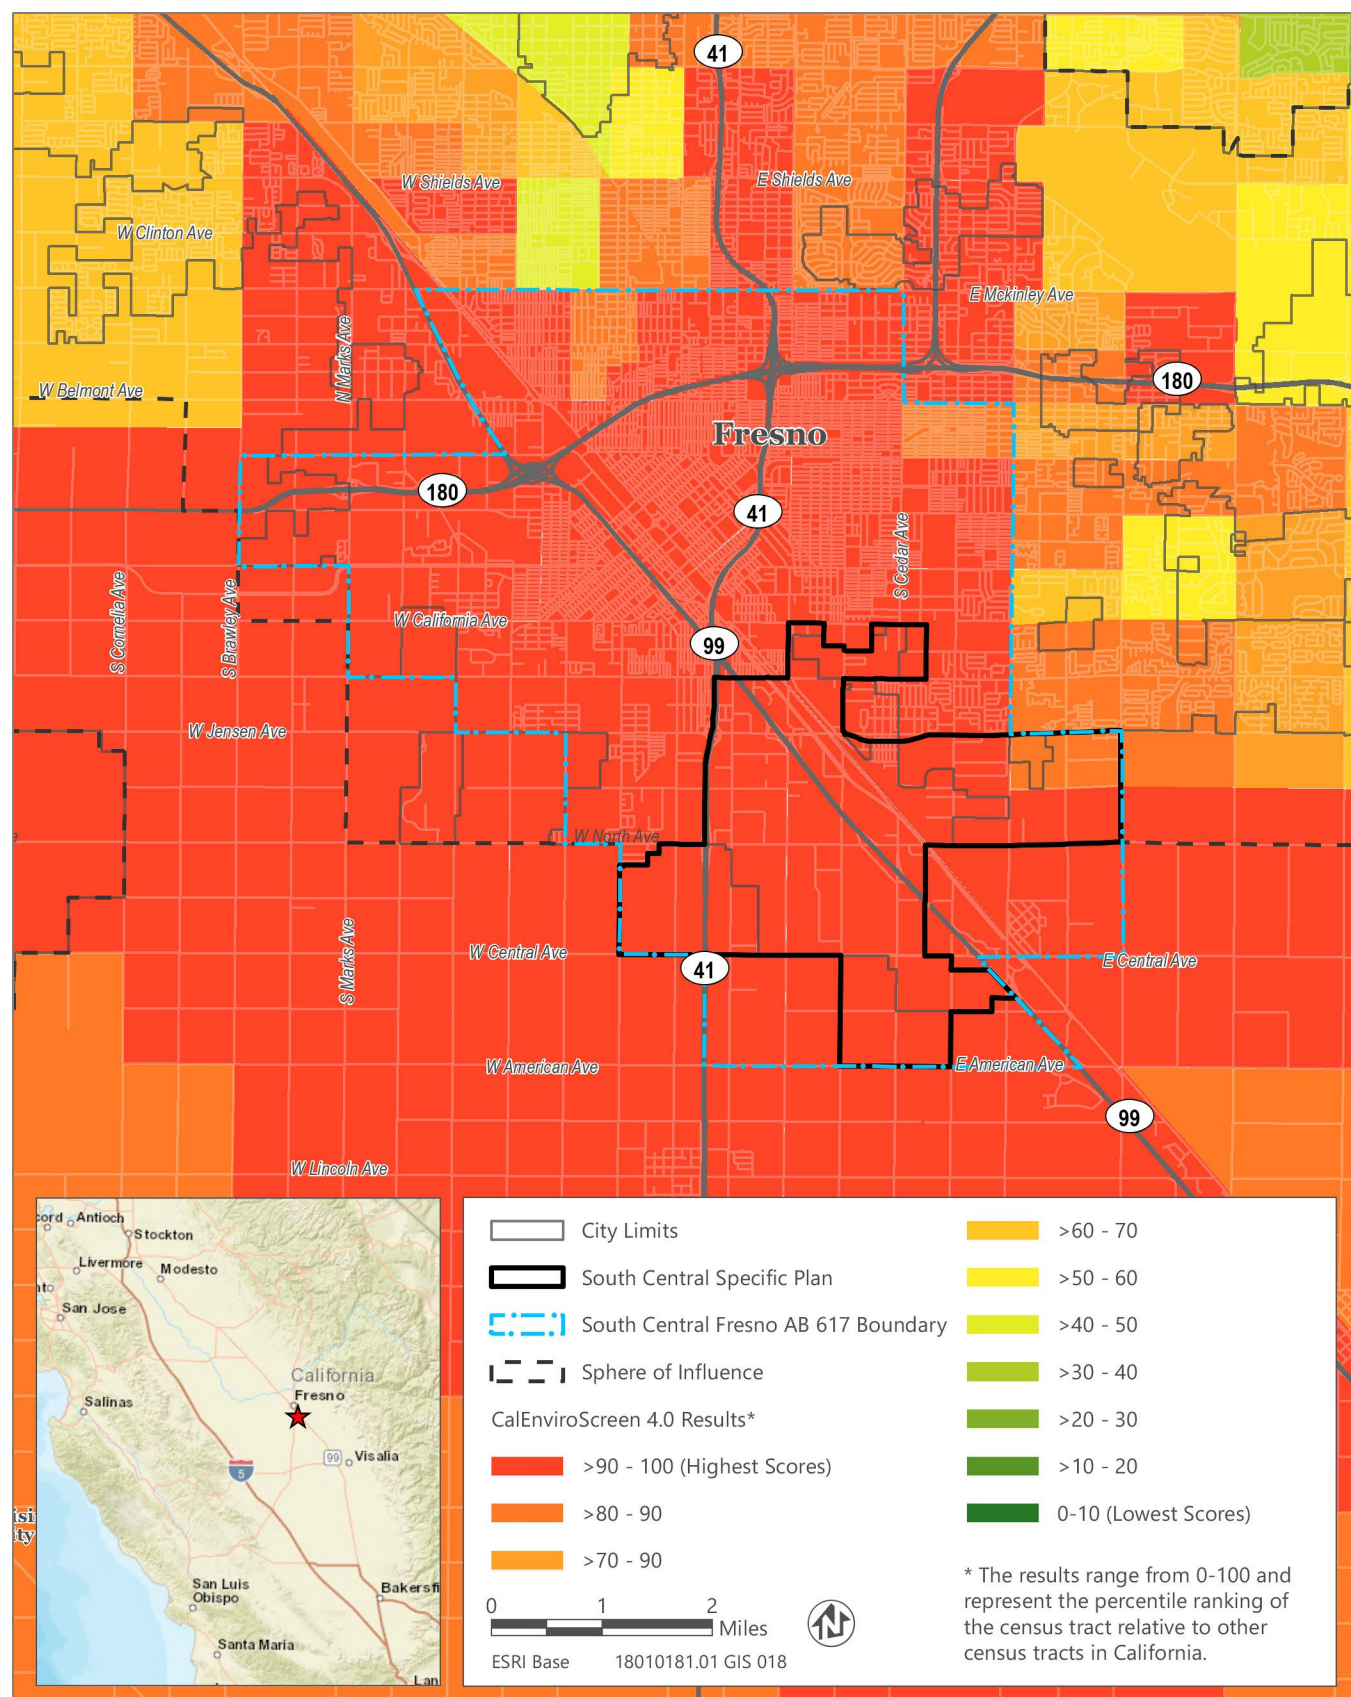 41
W Shields Ave
E Shields Ave
W Clinton Ave
E Mckinley Ave
N Marks Ave
W Belmont Ave
180
Fresno
180
41
S Cedar Ave
S Cornelia Ave
S Brawley Ave
W California Ave
99
W Jensen Ave
W North Ave
S Marks Ave
W Central Ave
41
E Central Ave
W American Ave
E American Ave
99
W Lincoln Ave
cord
Antioch
Stockton
Livermore
Modesto
San Jose
California
Fresno
Salinas
99
Visalia
5
San Luis
Obispo
Bakersfi
Santa Maria
Lan
isi
ity
City Limits
South Central Specific Plan
South Central Fresno AB 617 Boundary
Sphere of Influence
CalEnviroScreen 4.0 Results*
>90 - 100 (Highest Scores)
>80 - 90
>70 - 90
>60 - 70
>50 - 60
>40 - 50
>30 - 40
>20 - 30
>10 - 20
0-10 (Lowest Scores)
* The results range from 0-100 and
represent the percentile ranking of
the census tract relative to other
census tracts in California.
0 1 2
Miles
N
ESRI Base 18010181.01 GIS 018